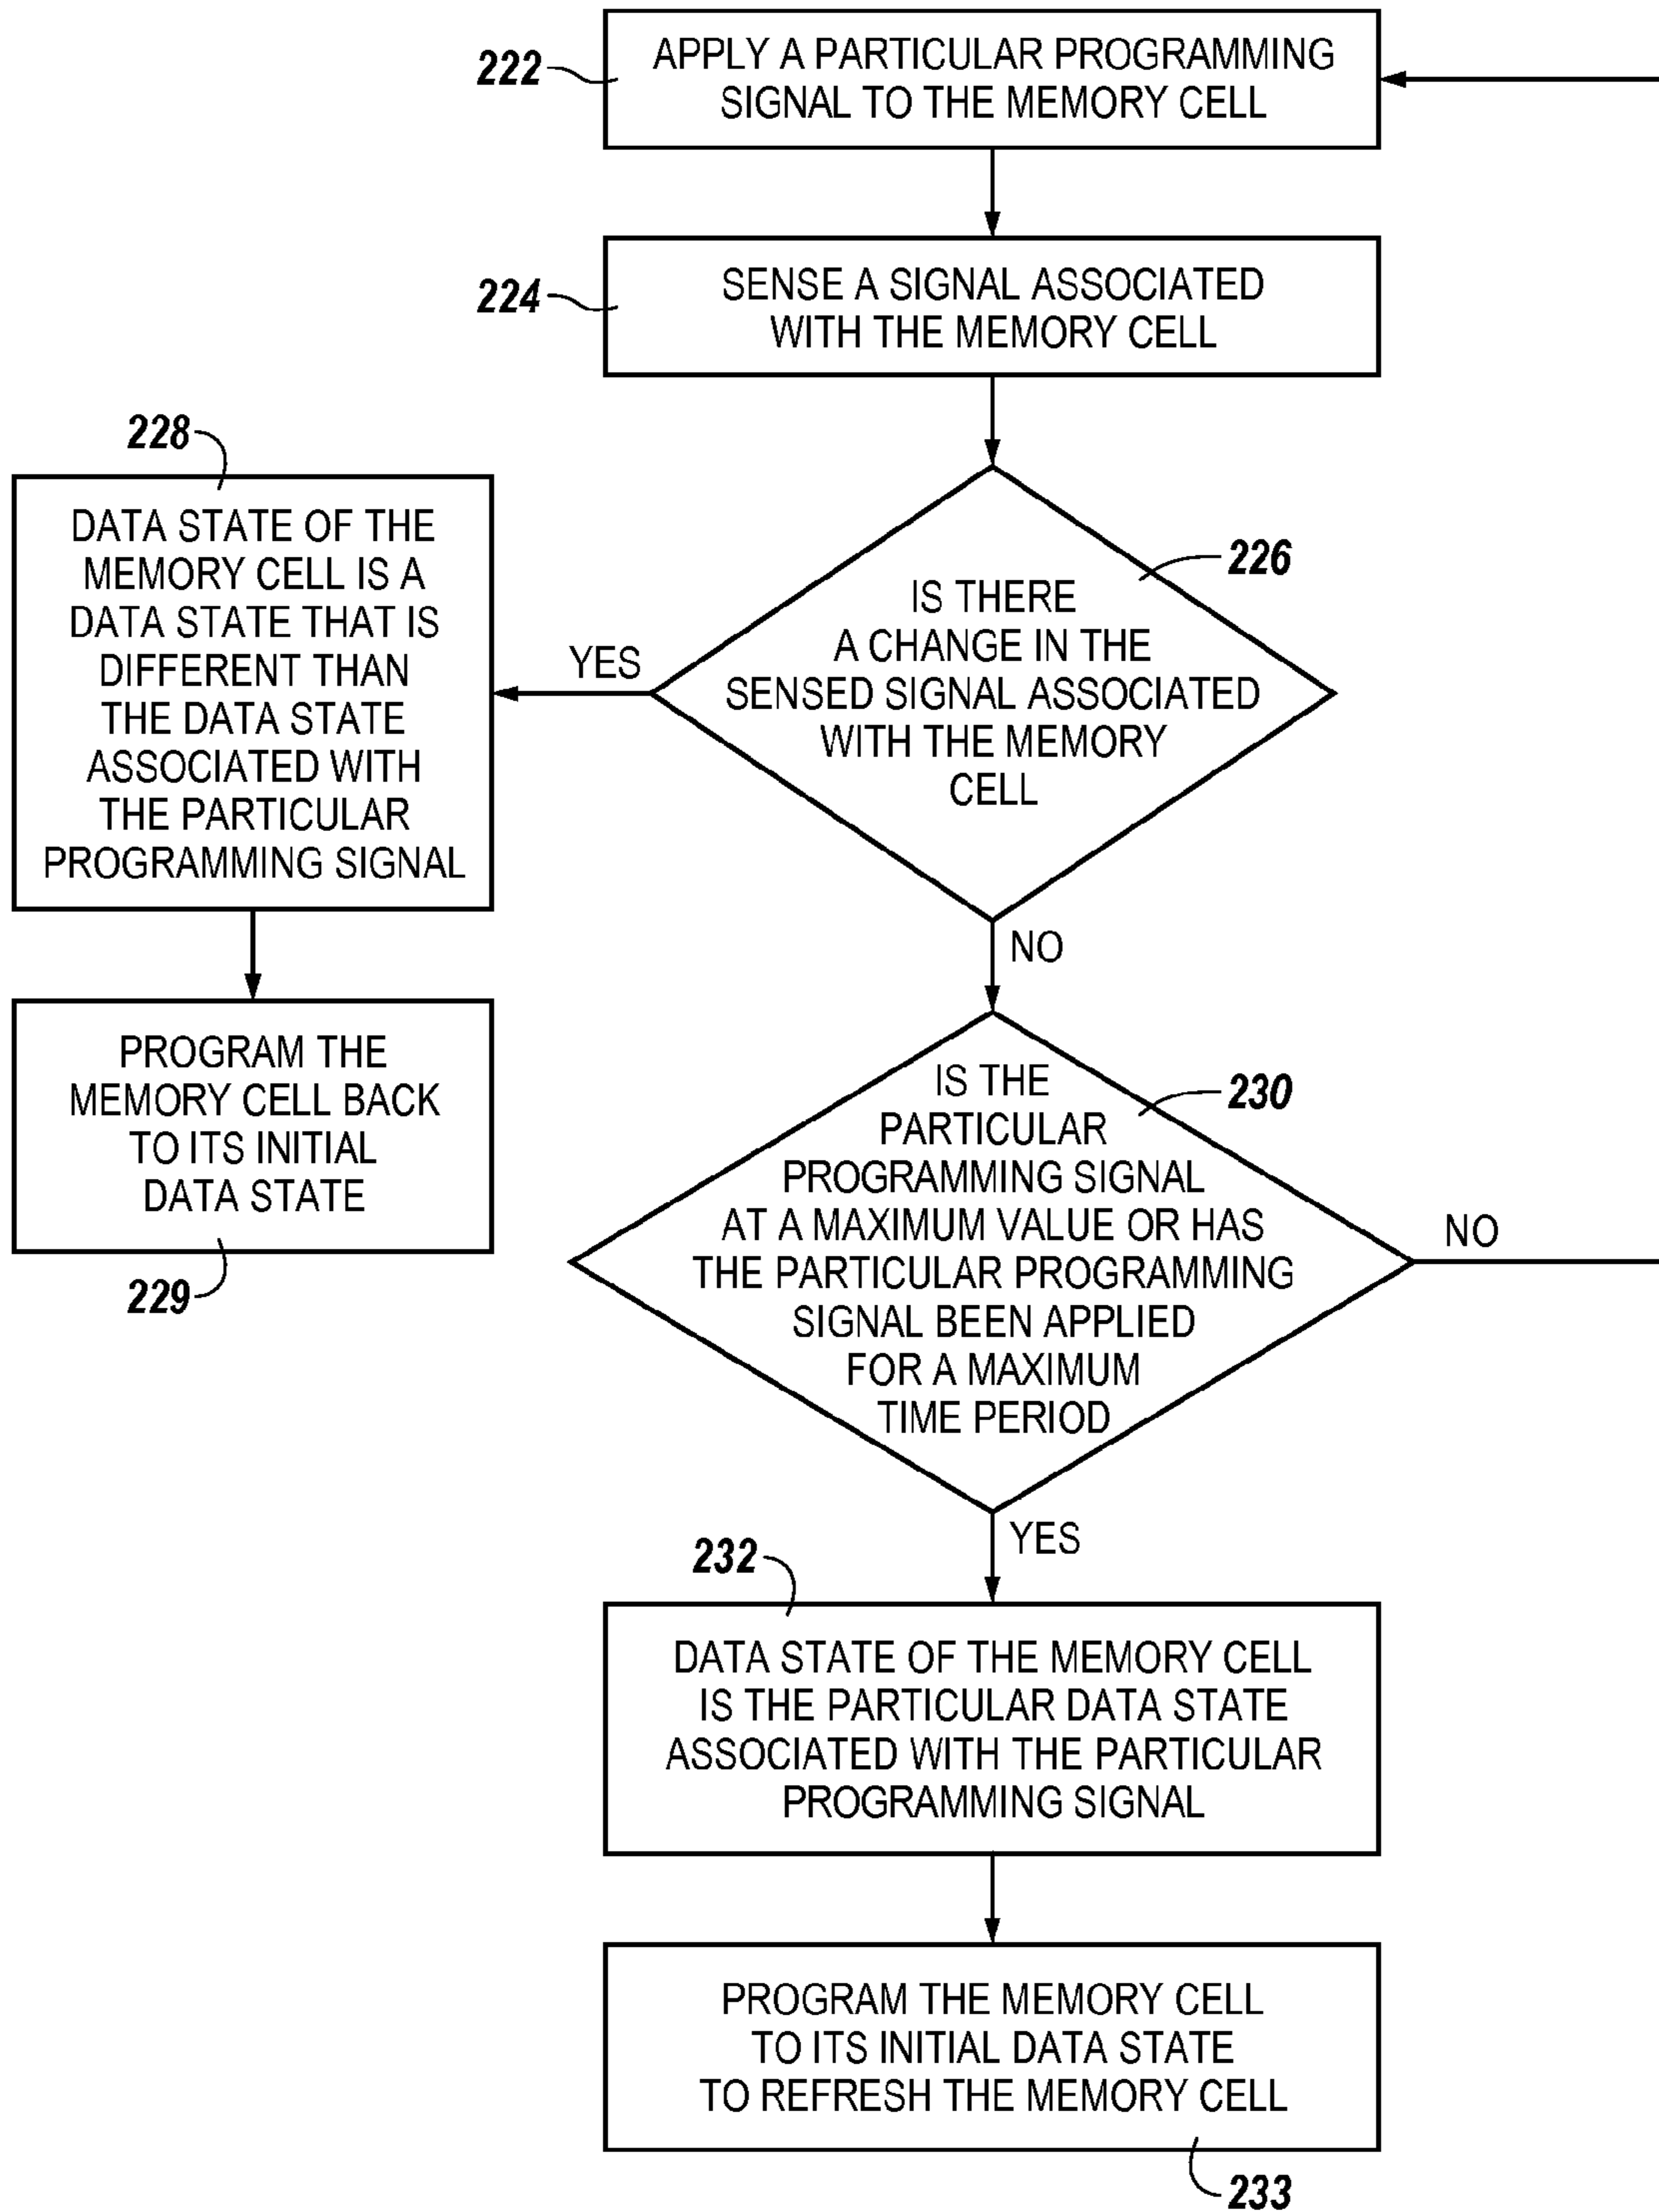 222
APPLY A PARTICULAR PROGRAMMING
SIGNAL TO THE MEMORY CELL
224
SENSE A SIGNAL ASSOCIATED
WITH THE MEMORY CELL
226
IS THERE
A CHANGE IN THE
SENSED SIGNAL ASSOCIATED
WITH THE MEMORY
CELL
YES
228
DATA STATE OF THE
MEMORY CELL IS A
DATA STATE THAT IS
DIFFERENT THAN
THE DATA STATE
ASSOCIATED WITH
THE PARTICULAR
PROGRAMMING SIGNAL
PROGRAM THE
MEMORY CELL BACK
TO ITS INITIAL
DATA STATE
229
NO
230
IS THE
PARTICULAR
PROGRAMMING SIGNAL
AT A MAXIMUM VALUE OR HAS
THE PARTICULAR PROGRAMMING
SIGNAL BEEN APPLIED
FOR A MAXIMUM
TIME PERIOD
NO
YES
232
DATA STATE OF THE MEMORY CELL
IS THE PARTICULAR DATA STATE
ASSOCIATED WITH THE PARTICULAR
PROGRAMMING SIGNAL
PROGRAM THE MEMORY CELL
TO ITS INITIAL DATA STATE
TO REFRESH THE MEMORY CELL
233